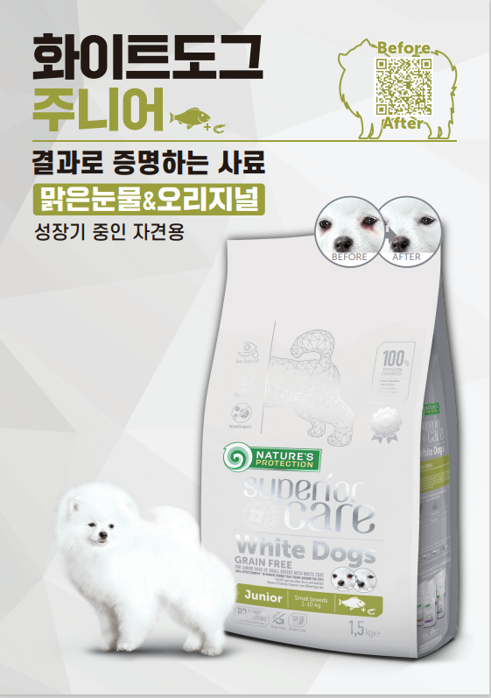 화이트도그
주니어
Before
After
결과로 증명하는 사료
맑은눈물&오리지널
성장기 중인 자견용
BEFORE
AFTER
100%
NATURE'S
PROTECTION
superior
care
White Dogs
GRAIN FREE
Junior
Small breeds
1-10 kg
1,5 kg e